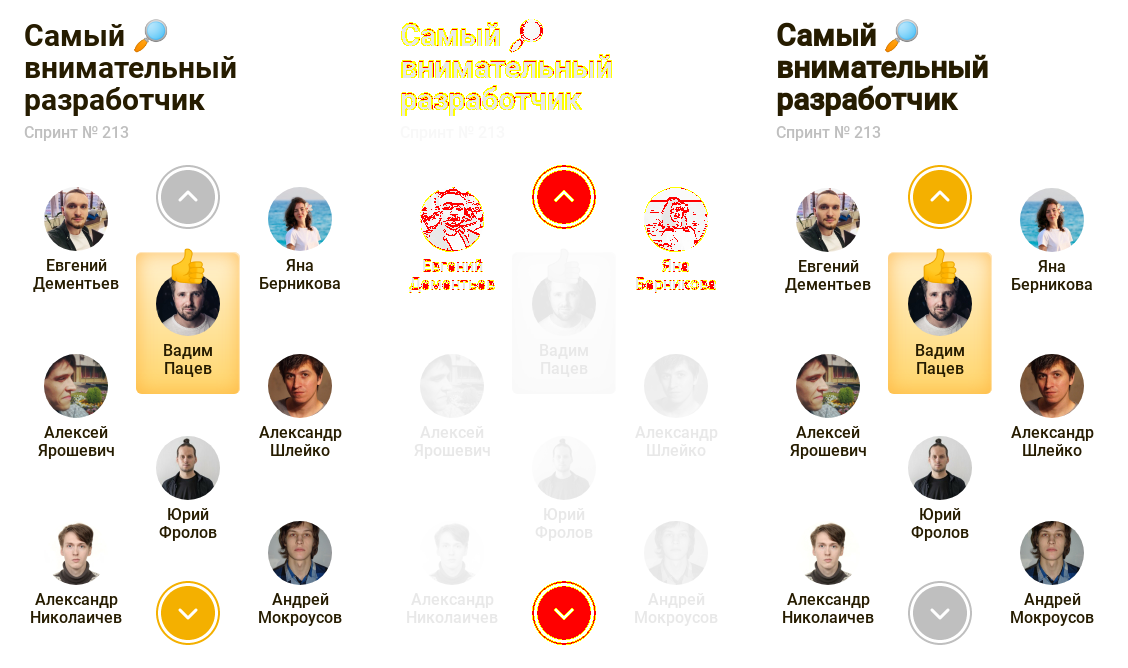 Самый 🔎
внимательный
разработчик
Спринт № 213
Евгений
Дементьев
Яна
Берникова
Вадим
Пацев
Алексей
Ярошевич
Александр
Шлейко
Юрий
Фролов
Александр
Николаичев
Андрей
Мокроусов
Самый 🔎
внимательный
разработчик
Спринт № 213
Евгений
Дементьев
Яна
Берникова
Вадим
Пацев
Алексей
Ярошевич
Александр
Шлейко
Юрий
Фролов
Александр
Николаичев
Андрей
Мокроусов
Самый 🔎
внимательный
разработчик
Спринт № 213
Евгений
Дементьев
Яна
Берникова
Вадим
Пацев
Алексей
Ярошевич
Александр
Шлейко
Юрий
Фролов
Александр
Николаичев
Андрей
Мокроусов